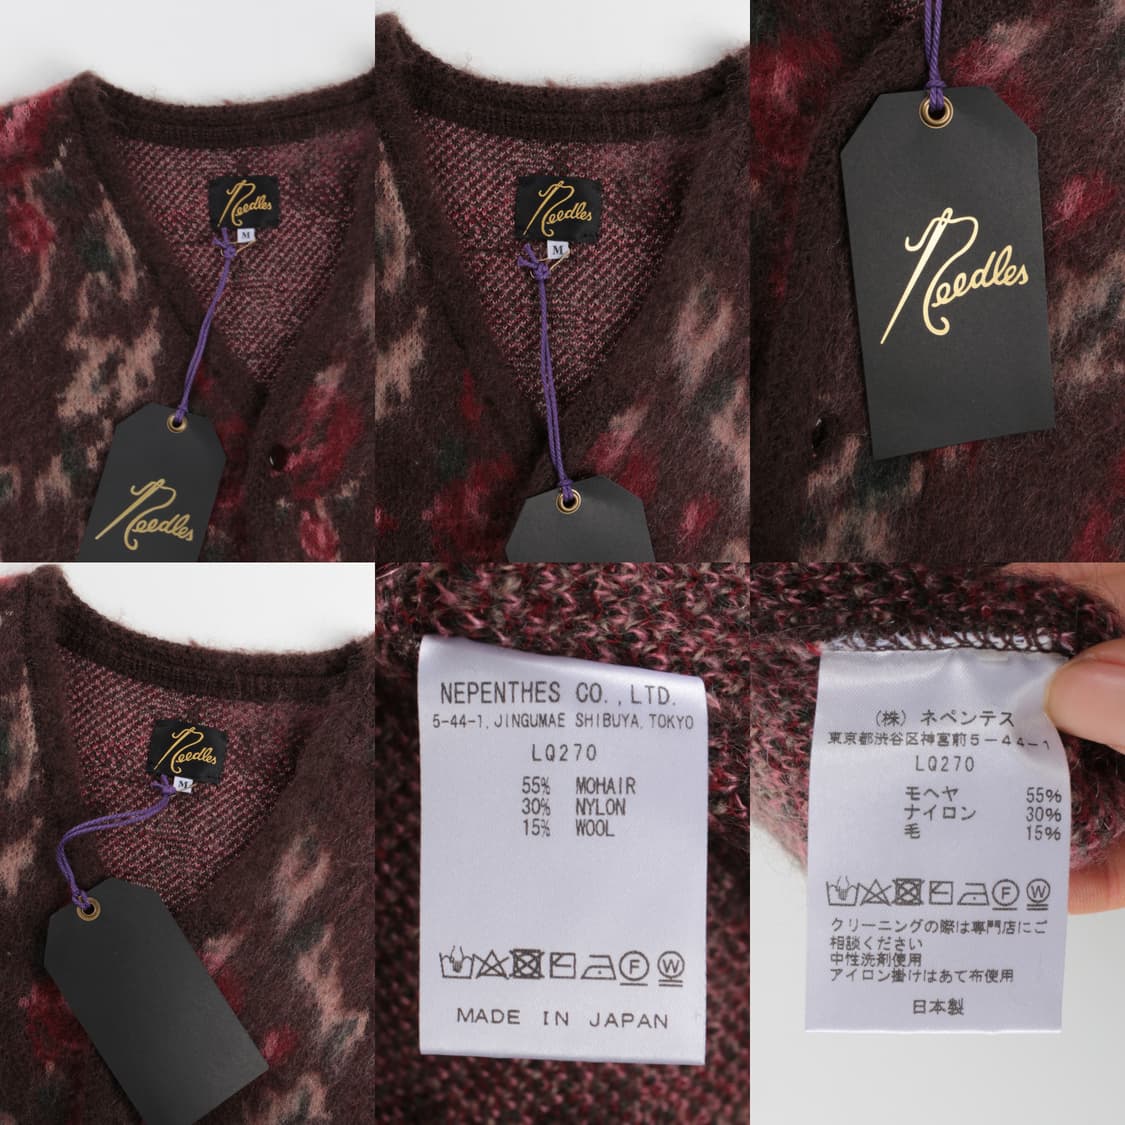 Needles
M
Needles
Needles
M
Needles
Needles
M
NEPENTHES CO.,LTD.
5-44-1, JINGUMAE SHIBUYA, TOKYO
LQ270
55% MOHAIR
30% NYLON
15% WOOL
F
W
MADE IN JAPAN
(株) ネペンテス
東京都渋谷区神宮前5-44-1
LQ270
モヘヤ 55%
ナイロン 30%
毛 15%
F
W
クリーニングの際は専門店にご
相談ください
中性洗剤使用
アイロン掛けはあて布使用
日本製